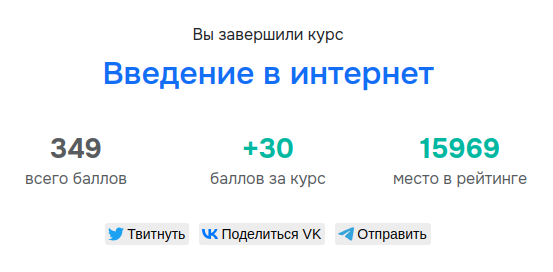 Вы завершили курс
Введение в интернет
349 +30 15969
всего баллов баллов за курс место в рейтинге
Твитнуть Поделиться VK Отправить